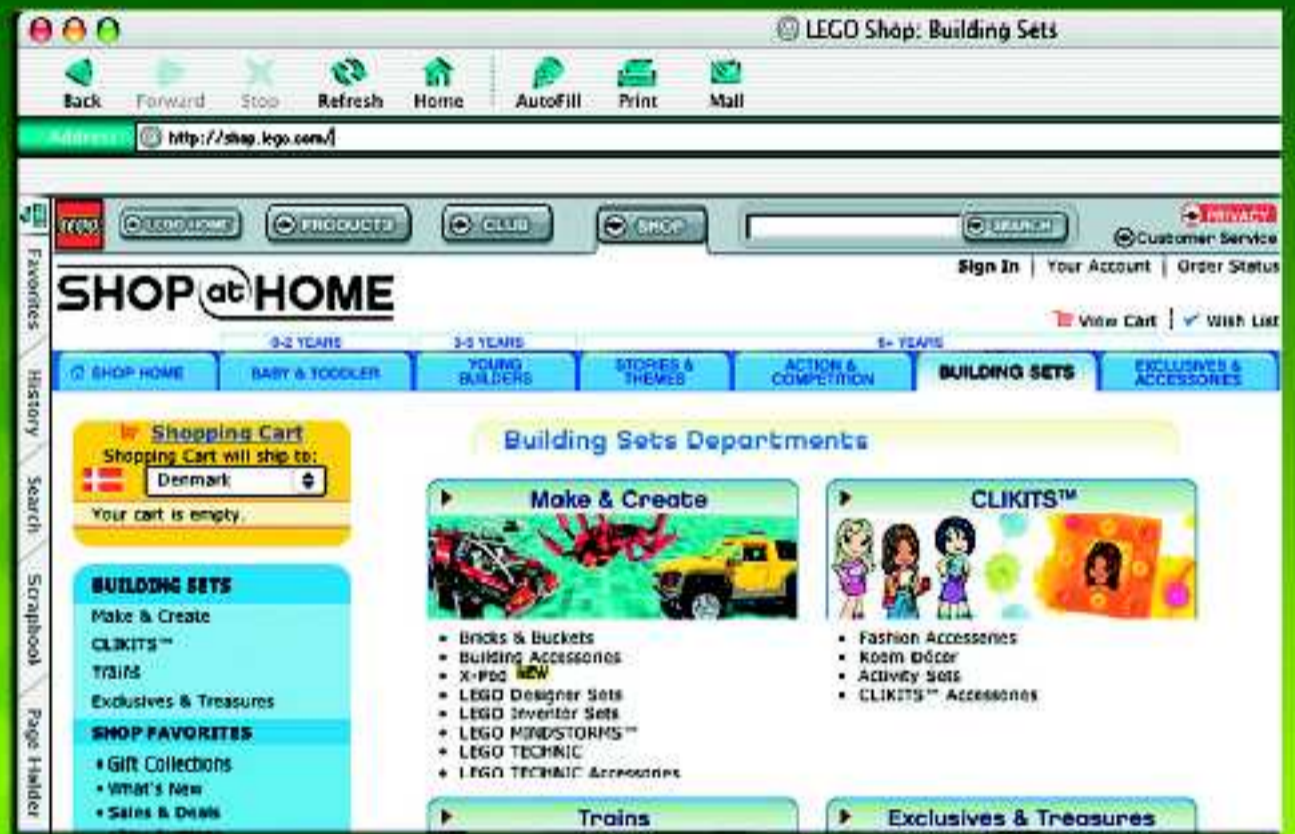 LEGO Shop: Building Sets
Back Forward Stop Refresh Home AutoFill Print Mail
Address: http://shop.lego.com/
LEGO LEGO HOME PRODUCTS CLUB SHOP SEARCH PRIVACY
Customer Service
Sign In | Your Account | Order Status
SHOP at HOME
View Cart | Wish List
0-2 YEARS 3-5 YEARS 6+ YEARS
SHOP HOME BABY & TODDLER YOUNG BUILDERS STORIES & THEMES ACTION & COMPETITION BUILDING SETS EXCLUSIVES & ACCESSORIES
Favorites
History
Search
Scrapbook
Page Holder
Shopping Cart
Shopping Cart will ship to:
Denmark
Your cart is empty.
BUILDING SETS
Make & Create
CLIKITS™
Trains
Exclusives & Treasures
SHOP FAVORITES
• Gift Collections
• What's New
• Sales & Deals
Building Sets Departments
Make & Create
• Bricks & Buckets
• Building Accessories
• X-Pod NEW
• LEGO Designer Sets
• LEGO Inventor Sets
• LEGO MINDSTORMS™
• LEGO TECHNIC
• LEGO TECHNIC Accessories
CLIKITS™
• Fashion Accessories
• Room Décor
• Activity Sets
• CLIKITS™ Accessories
Trains
Exclusives & Treasures